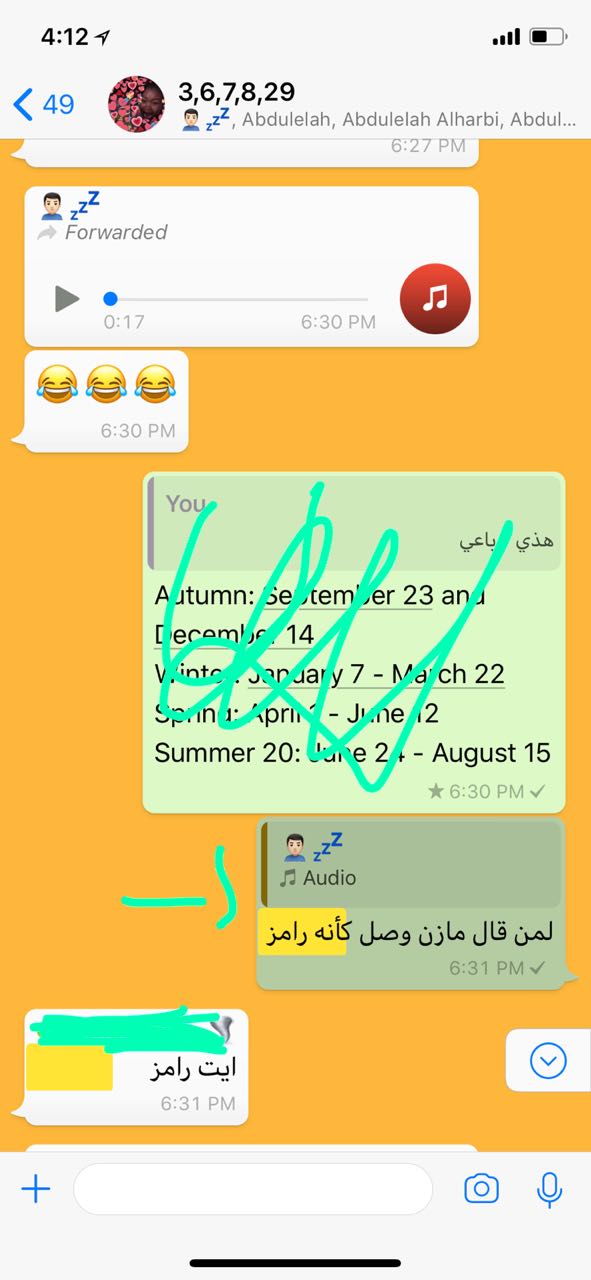 4:12
49
3,6,7,8,29
, Abdulelah, Abdulelah Alharbi, Abdul...
6:27 PM
Forwarded
0:17
6:30 PM
6:30 PM
You
هذي
Autumn: September 23 and
December 14
Winter: January 7 - March 22
Spring: April - June 12
Summer 20: June 24 - August 15
6:30 PM
Audio
لمن قال مازن وصل كأنه رامز
6:31 PM
ايت رامز
6:31 PM